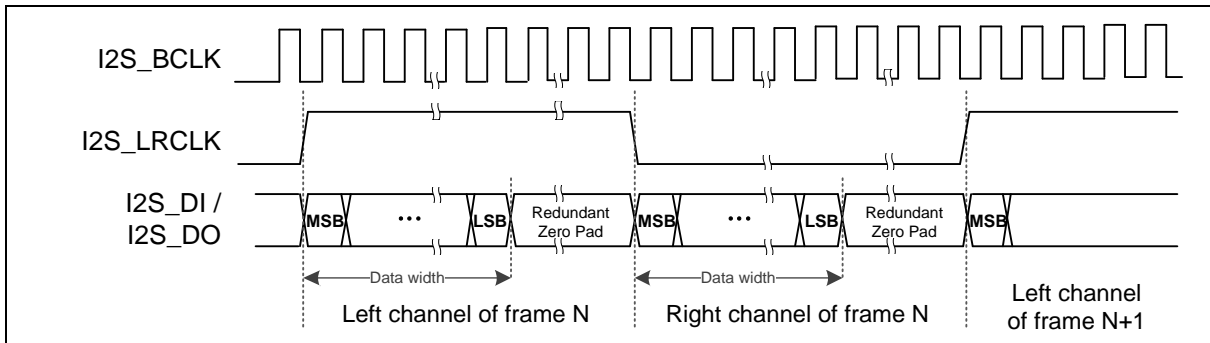 I2S_BCLK
I2S_LRCLK
I2S_DI /
I2S_DO
MSB
•••
LSB
Redundant
Zero Pad
MSB
•••
LSB
Redundant
Zero Pad
MSB
Data width
Data width
Left channel of frame N
Right channel of frame N
Left channel
of frame N+1